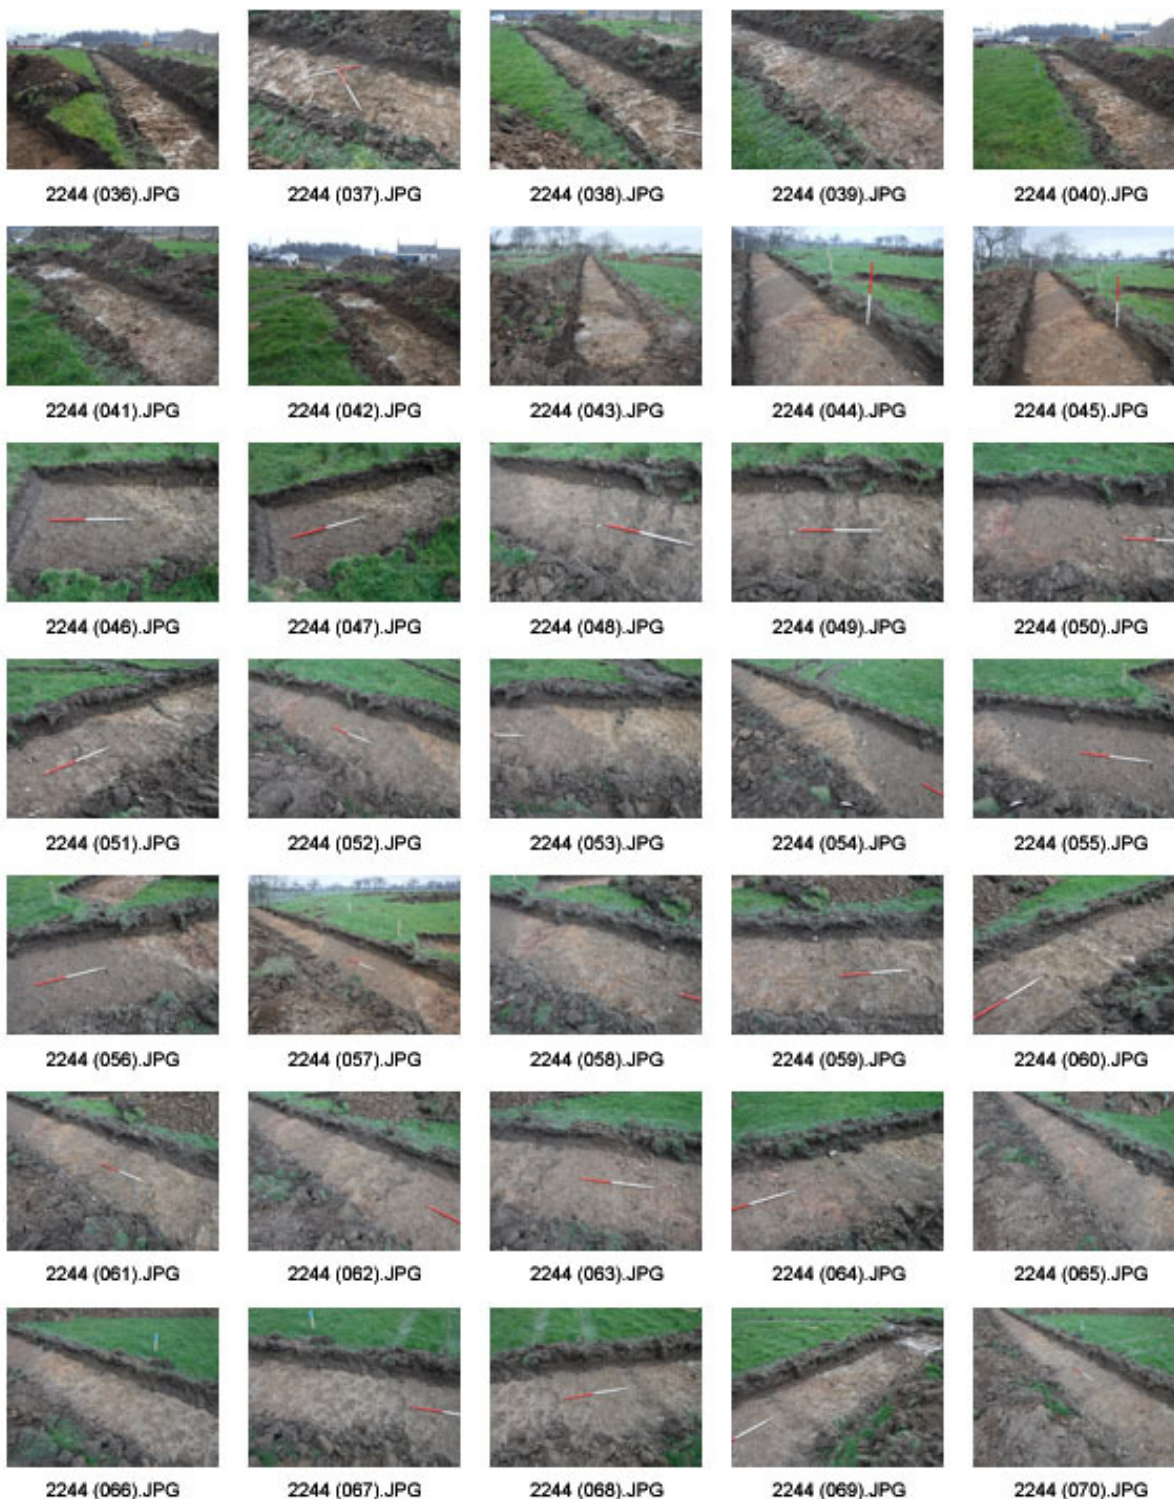 2244 (036).JPG 2244 (037).JPG 2244 (038).JPG 2244 (039).JPG 2244 (040).JPG
2244 (041).JPG 2244 (042).JPG 2244 (043).JPG 2244 (044).JPG 2244 (045).JPG
2244 (046).JPG 2244 (047).JPG 2244 (048).JPG 2244 (049).JPG 2244 (050).JPG
2244 (051).JPG 2244 (052).JPG 2244 (053).JPG 2244 (054).JPG 2244 (055).JPG
2244 (056).JPG 2244 (057).JPG 2244 (058).JPG 2244 (059).JPG 2244 (060).JPG
2244 (061).JPG 2244 (062).JPG 2244 (063).JPG 2244 (064).JPG 2244 (065).JPG
2244 (066).JPG 2244 (067).JPG 2244 (068).JPG 2244 (069).JPG 2244 (070).JPG